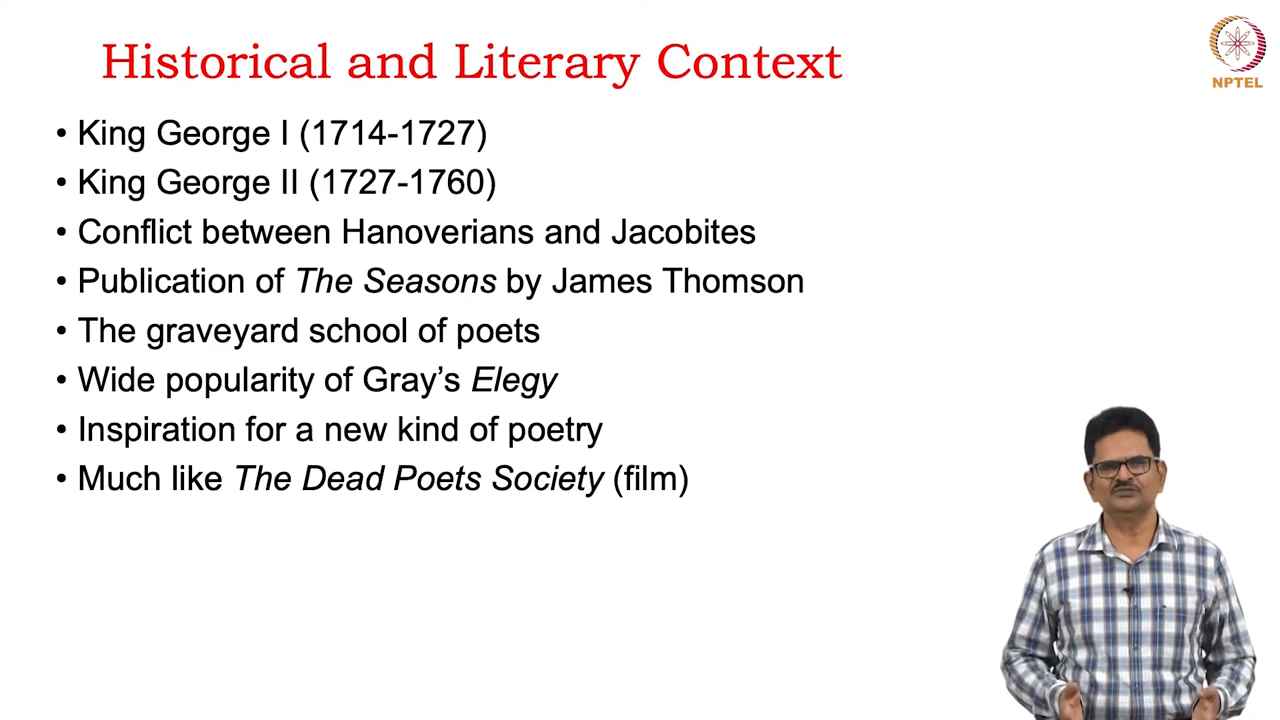 Historical and Literary Context
NPTEL
• King George I (1714-1727)
• King George II (1727-1760)
• Conflict between Hanoverians and Jacobites
• Publication of The Seasons by James Thomson
• The graveyard school of poets
• Wide popularity of Gray’s Elegy
• Inspiration for a new kind of poetry
• Much like The Dead Poets Society (film)